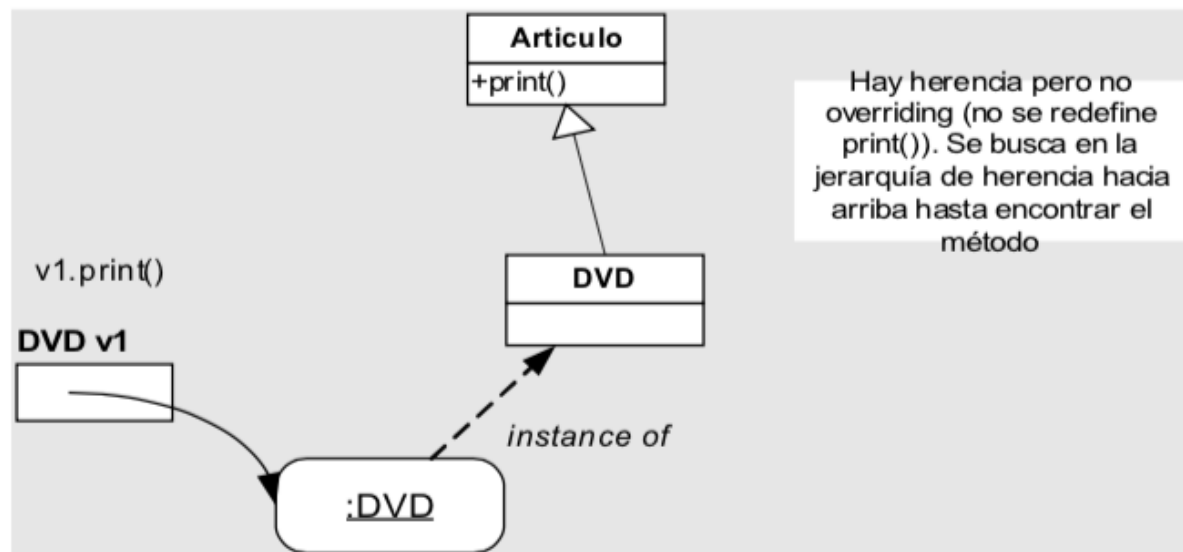 Articulo
+print()
Hay herencia pero no
overriding (no se redefine
print()). Se busca en la
jerarquía de herencia hacia
arriba hasta encontrar el
método
v1.print()
DVD
DVD v1
instance of
:DVD